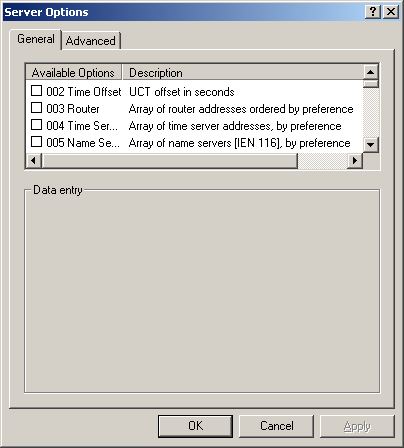 Server Options
General Advanced
Available Options Description
002 Time Offset UCT offset in seconds
003 Router Array of router addresses ordered by preference
004 Time Ser... Array of time server addresses, by preference
005 Name Se... Array of name servers [IEN 116], by preference
Data entry
OK Cancel Apply